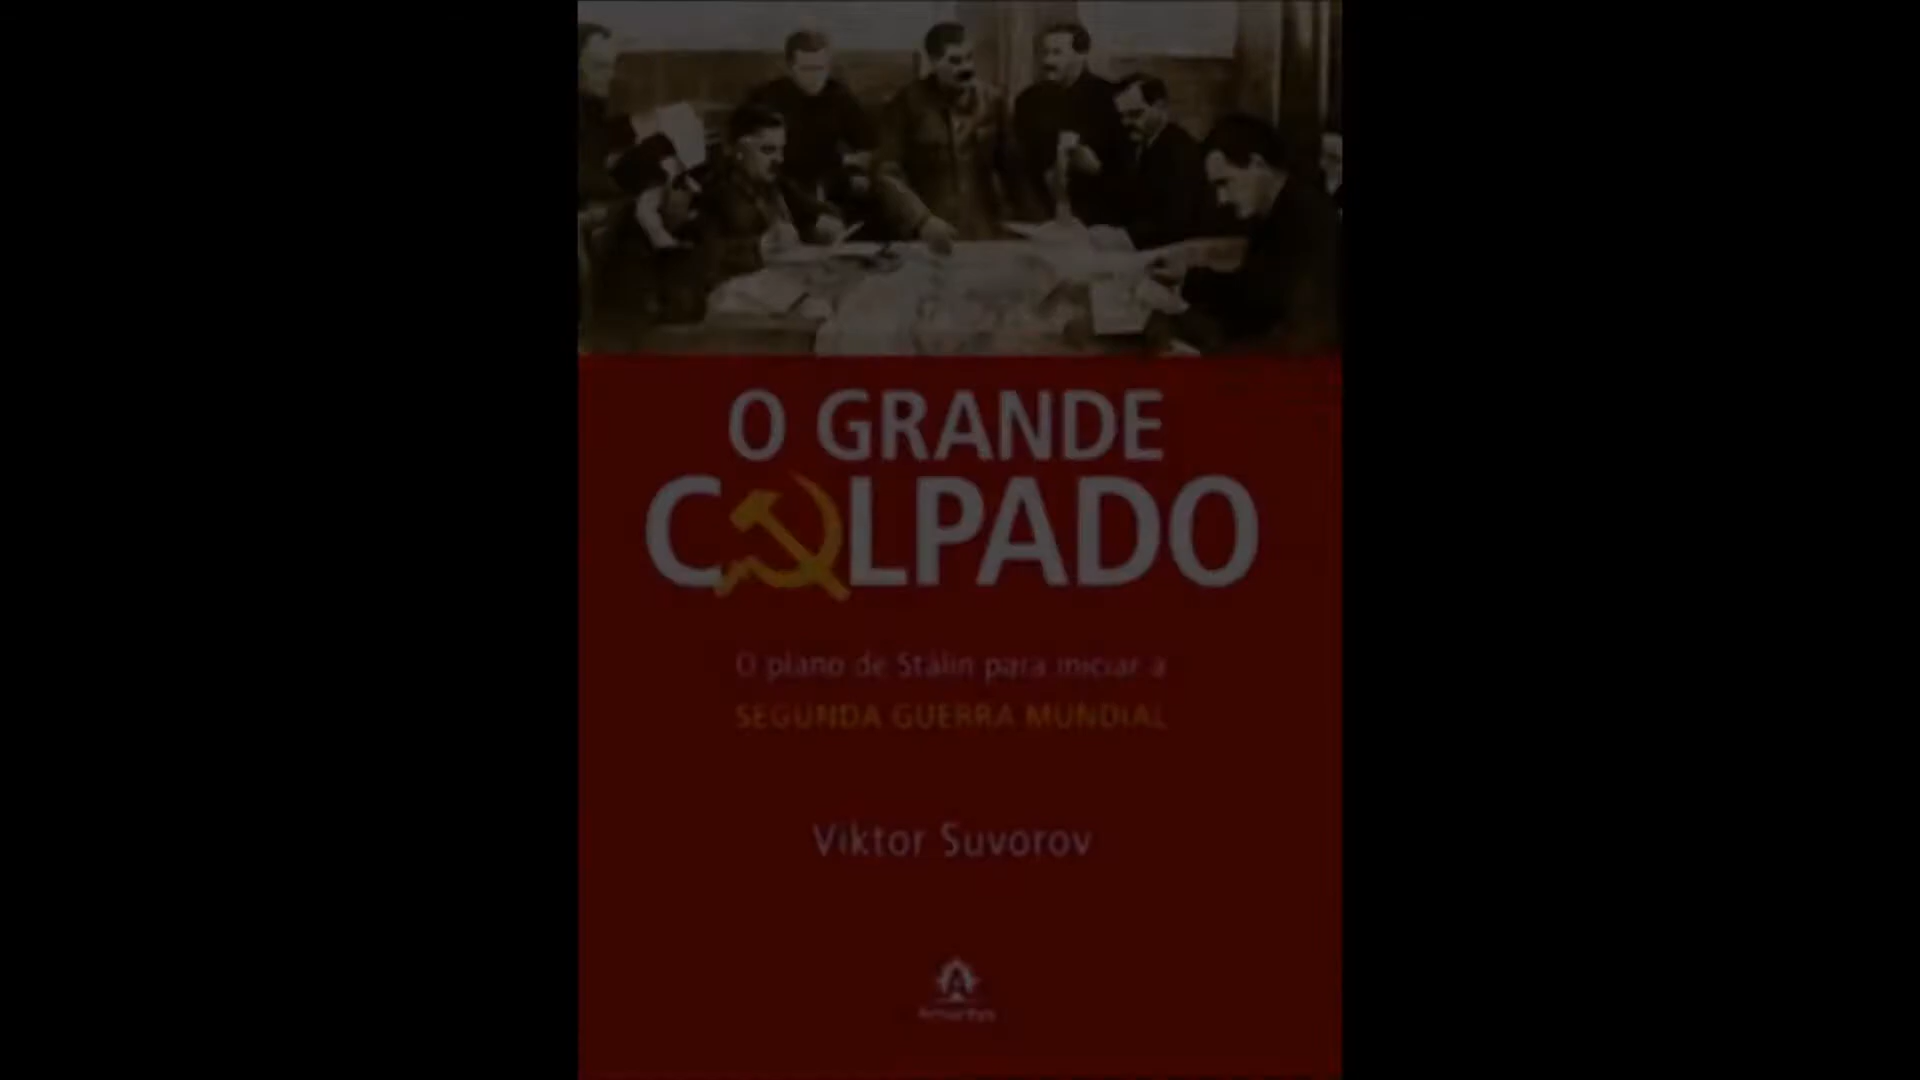 O GRANDE
CULPADO
O plano de Stálin para iniciar a
SEGUNDA GUERRA MUNDIAL
Viktor Suvorov